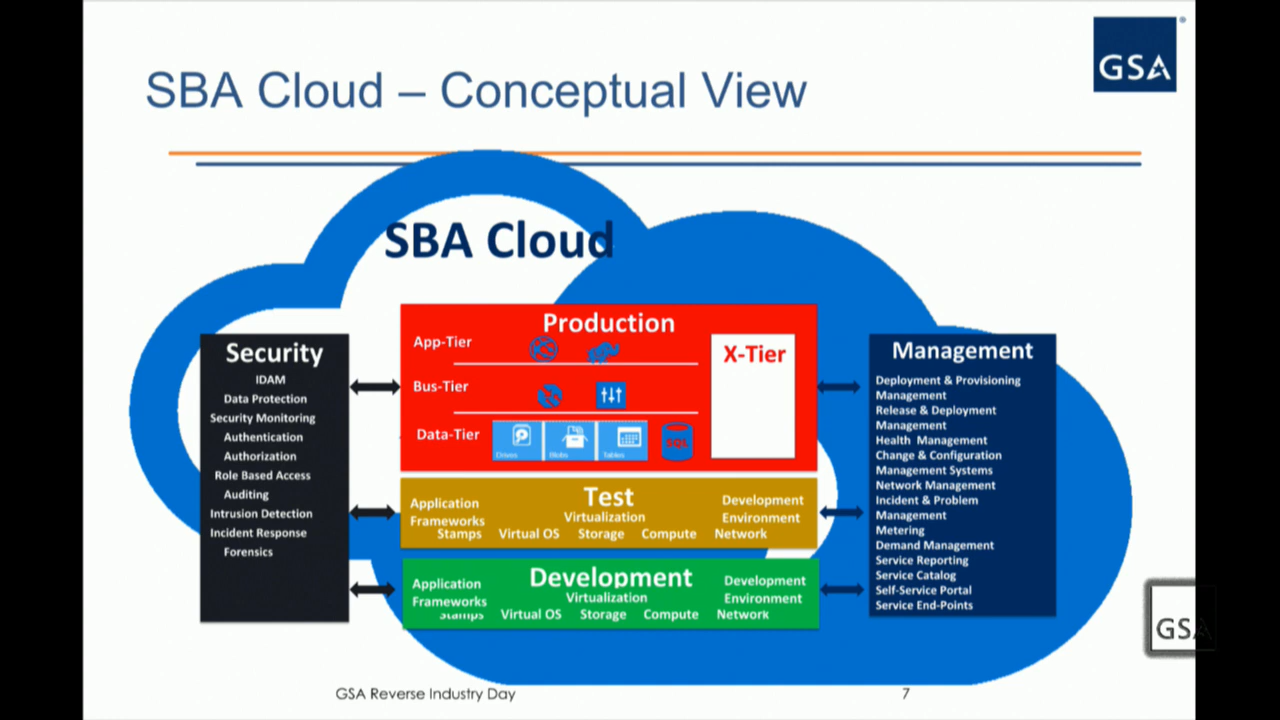 GSA
SBA Cloud – Conceptual View
SBA Cloud
Security
IDAM
Data Protection
Security Monitoring
Authentication
Authorization
Role Based Access
Auditing
Intrusion Detection
Incident Response
Forensics
Production
App-Tier
Bus-Tier
Data-Tier
Drives
Blobs
Tables
SQL
X-Tier
Test
Application
Frameworks
Stamps
Virtualization
Virtual OS Storage Compute Network
Development
Environment
Development
Application
Frameworks
Stamps
Virtualization
Virtual OS Storage Compute Network
Development
Environment
Management
Deployment & Provisioning
Management
Release & Deployment
Management
Health Management
Change & Configuration
Management Systems
Network Management
Incident & Problem
Management
Metering
Demand Management
Service Reporting
Service Catalog
Self-Service Portal
Service End-Points
GSA
GSA Reverse Industry Day
7